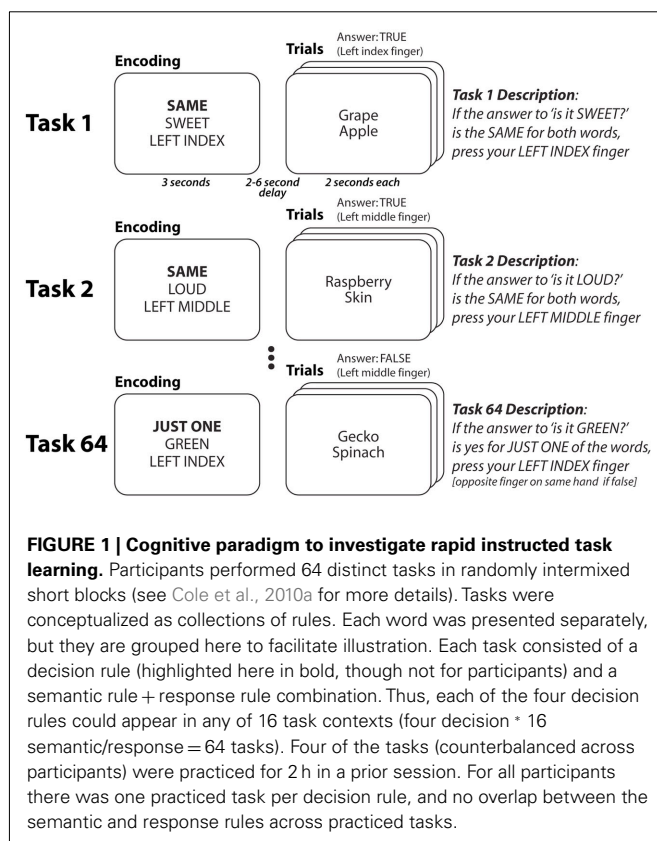 Encoding
Trials
Answer: TRUE
(Left index finger)
Task 1
SAME
SWEET
LEFT INDEX
Grape
Apple
Task 1 Description:
If the answer to 'is it SWEET?'
is the SAME for both words,
press your LEFT INDEX finger
3 seconds
2-6 second
delay
2 seconds each
Encoding
Trials
Answer: TRUE
(Left middle finger)
Task 2
SAME
LOUD
LEFT MIDDLE
Raspberry
Skin
Task 2 Description:
If the answer to 'is it LOUD?'
is the SAME for both words,
press your LEFT MIDDLE finger
Encoding
Trials
Answer: FALSE
(Left middle finger)
Task 64
JUST ONE
GREEN
LEFT INDEX
Gecko
Spinach
Task 64 Description:
If the answer to 'is it GREEN?'
is yes for JUST ONE of the words,
press your LEFT INDEX finger
[opposite finger on same hand if false]
FIGURE 1 | Cognitive paradigm to investigate rapid instructed task
learning. Participants performed 64 distinct tasks in randomly intermixed
short blocks (see Cole et al., 2010a for more details). Tasks were
conceptualized as collections of rules. Each word was presented separately,
but they are grouped here to facilitate illustration. Each task consisted of a
decision rule (highlighted here in bold, though not for participants) and a
semantic rule + response rule combination. Thus, each of the four decision
rules could appear in any of 16 task contexts (four decision * 16
semantic/response = 64 tasks). Four of the tasks (counterbalanced across
participants) were practiced for 2 h in a prior session. For all participants
there was one practiced task per decision rule, and no overlap between the
semantic and response rules across practiced tasks.